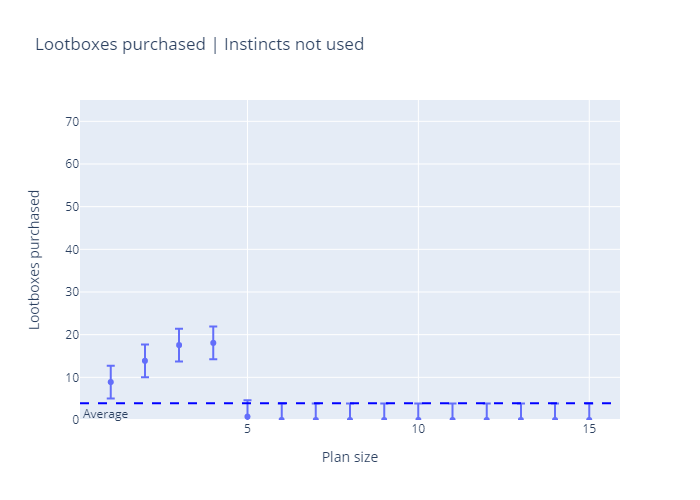 Lootboxes purchased | Instincts not used
Lootboxes purchased
70
60
50
40
30
20
10
0
Average
5
10
15
Plan size